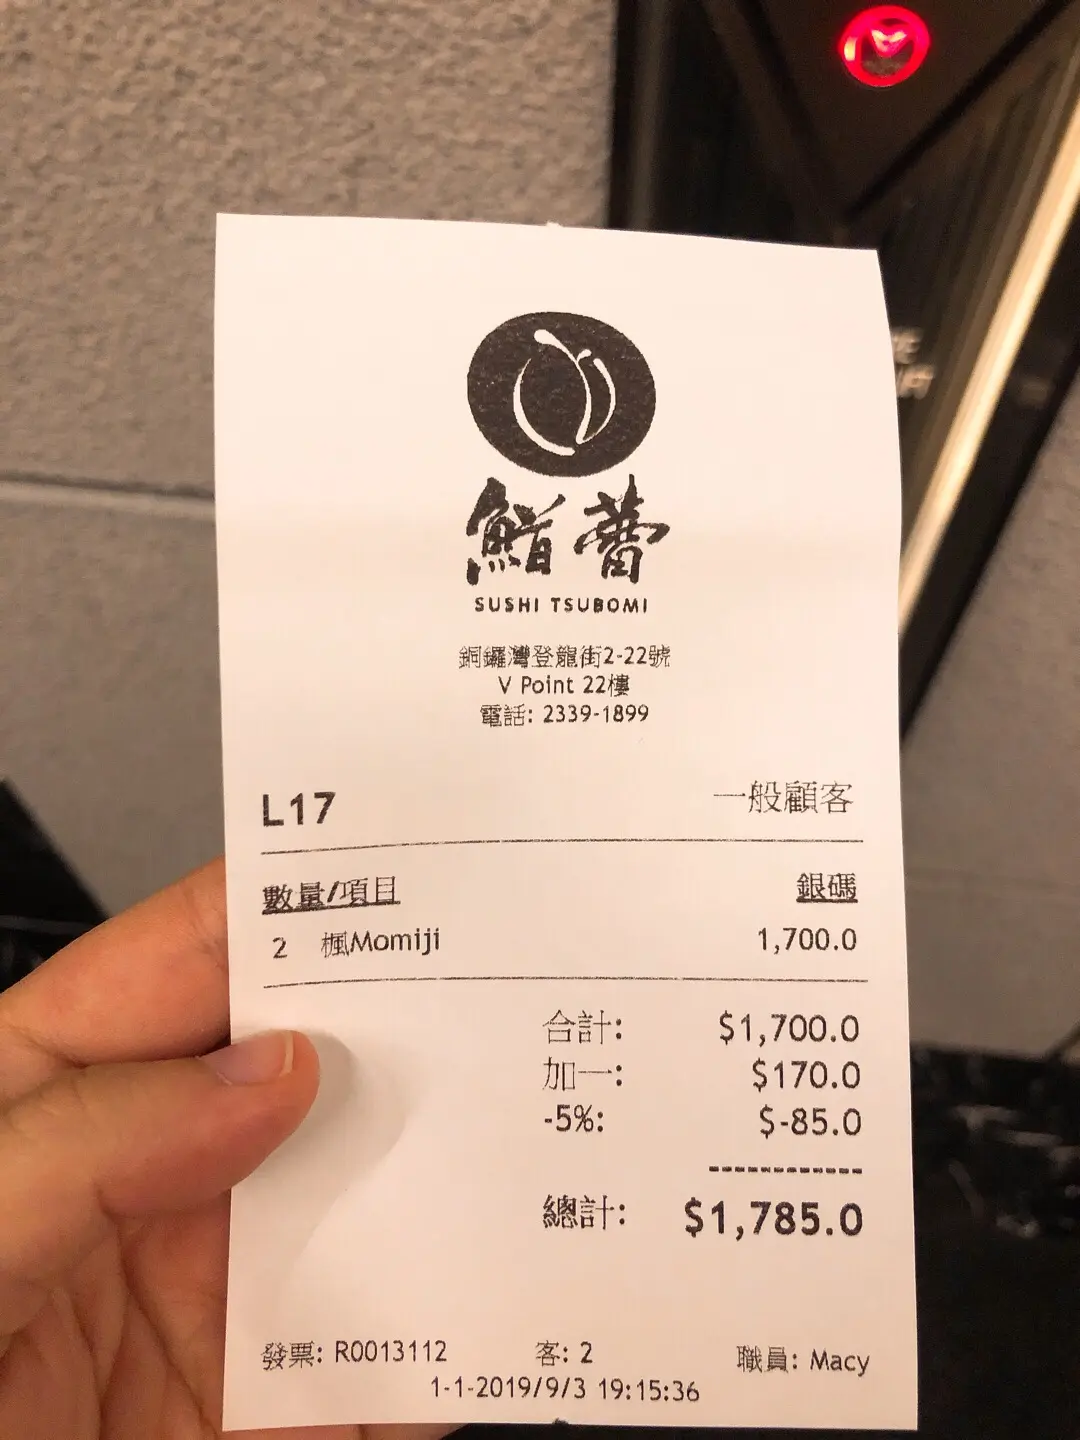 鮨蕾
SUSHI TSUBOMI
銅鑼灣登龍街2-22號
V Point 22樓
電話: 2339-1899
L17 一般顧客
數量/項目 銀碼
2 楓Momiji 1,700.0
合計: $1,700.0
加一: $170.0
-5%: $-85.0
------------
總計: $1,785.0
發票: R0013112 客: 2 職員: Macy
1-1-2019/9/3 19:15:36